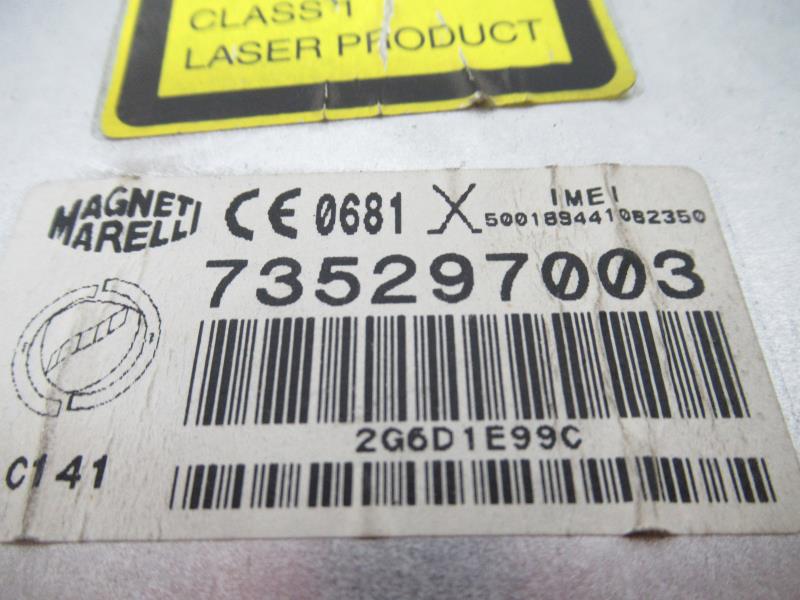 CLASS 1
LASER PRODUCT
MAGNETI
MARELLI
CE 0681 X
IMEI
500189441082350
735297003
2G6D1E99C
C141